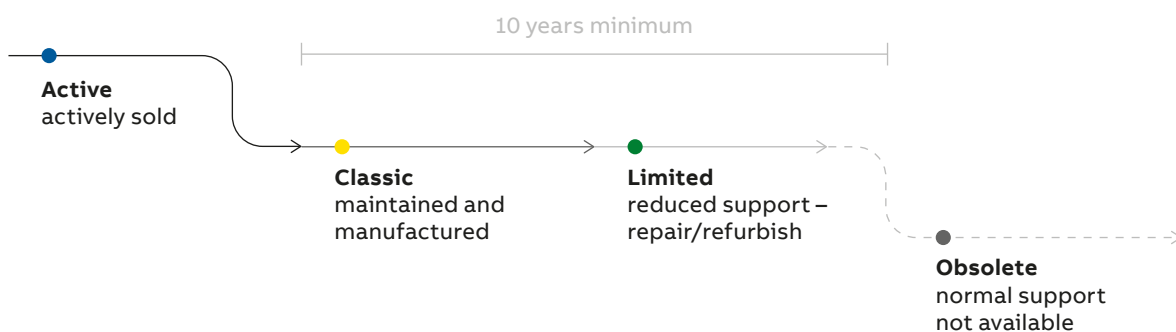 10 years minimum
Active
actively sold
Classic
maintained and
manufactured
Limited
reduced support –
repair/refurbish
Obsolete
normal support
not available